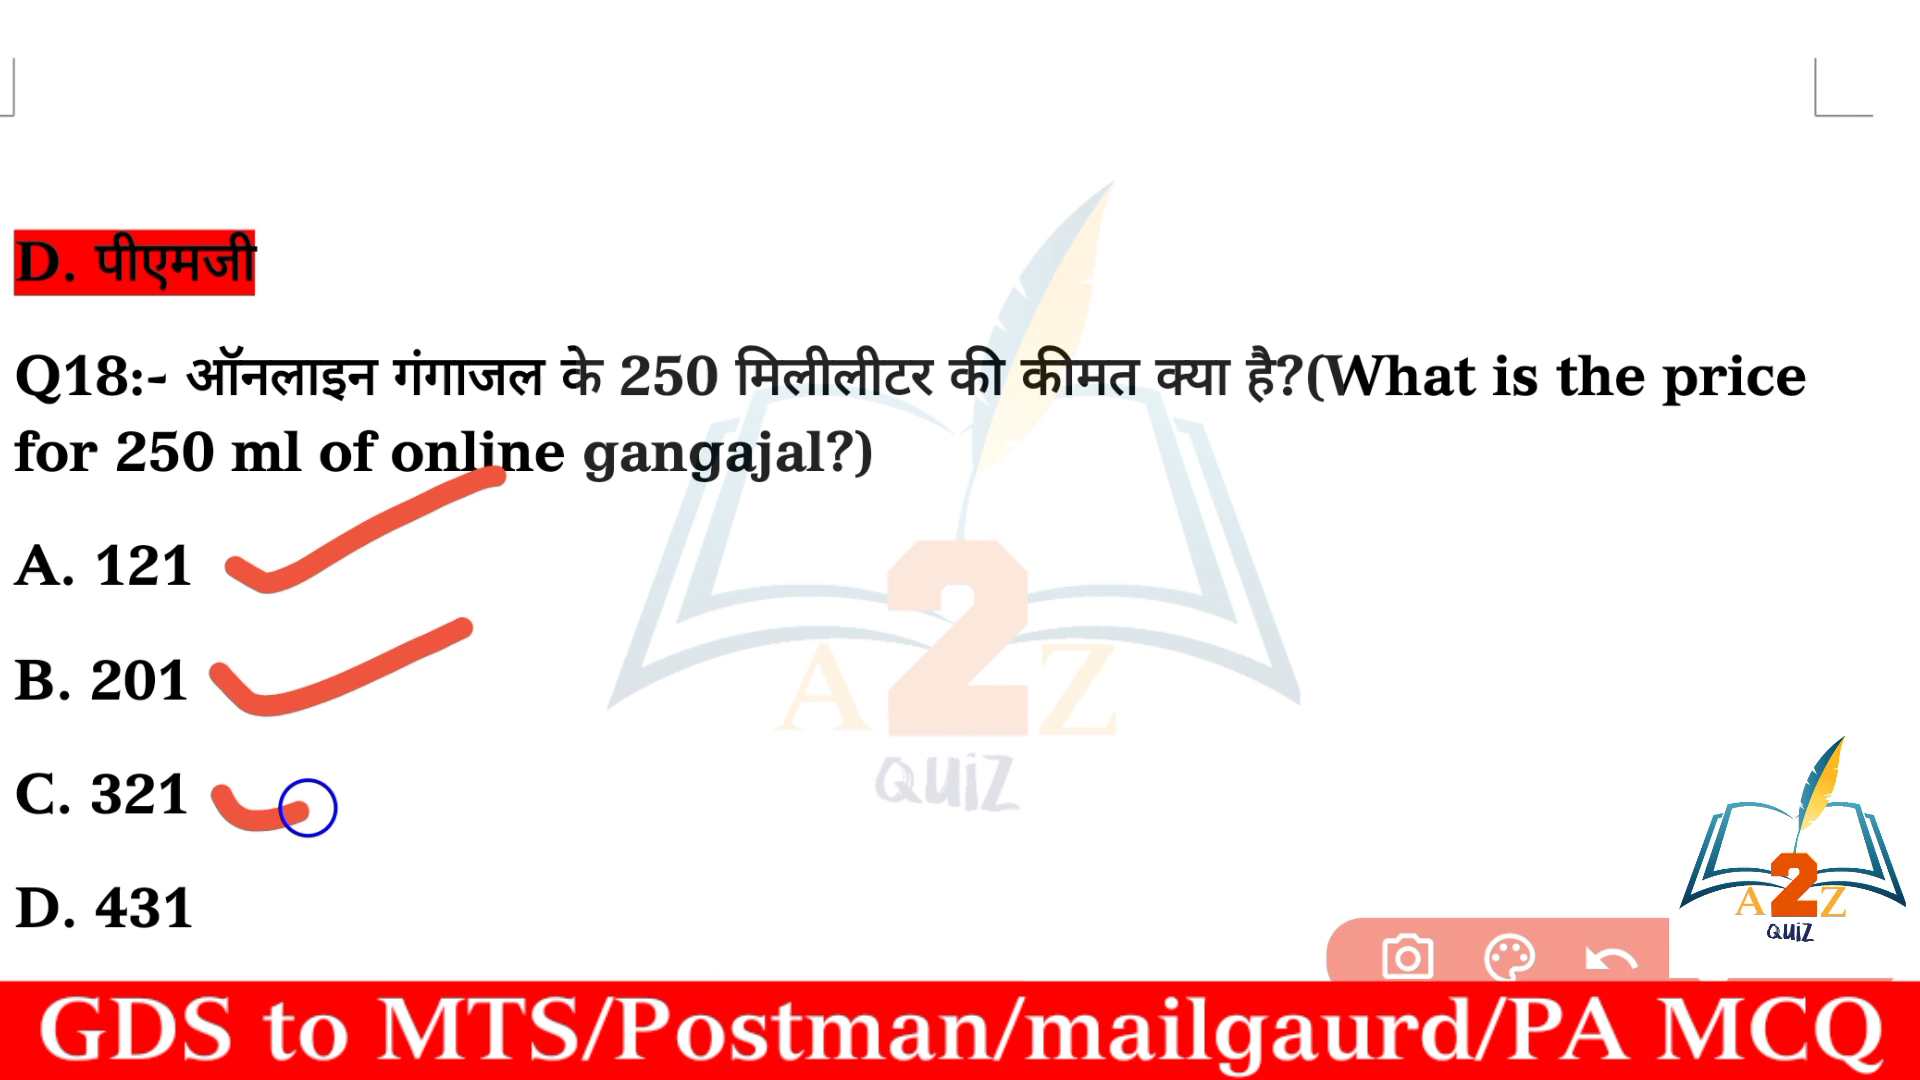 D. पीएमजी
Q18:- ऑनलाइन गंगाजल के 250 मिलीलीटर की कीमत क्या है?(What is the price
for 250 ml of online gangajal?)
A. 121
B. 201
C. 321
D. 431
A 2 Z
QUIZ
A 2 Z
QUIZ
GDS to MTS/Postman/mailgaurd/PA MCQ